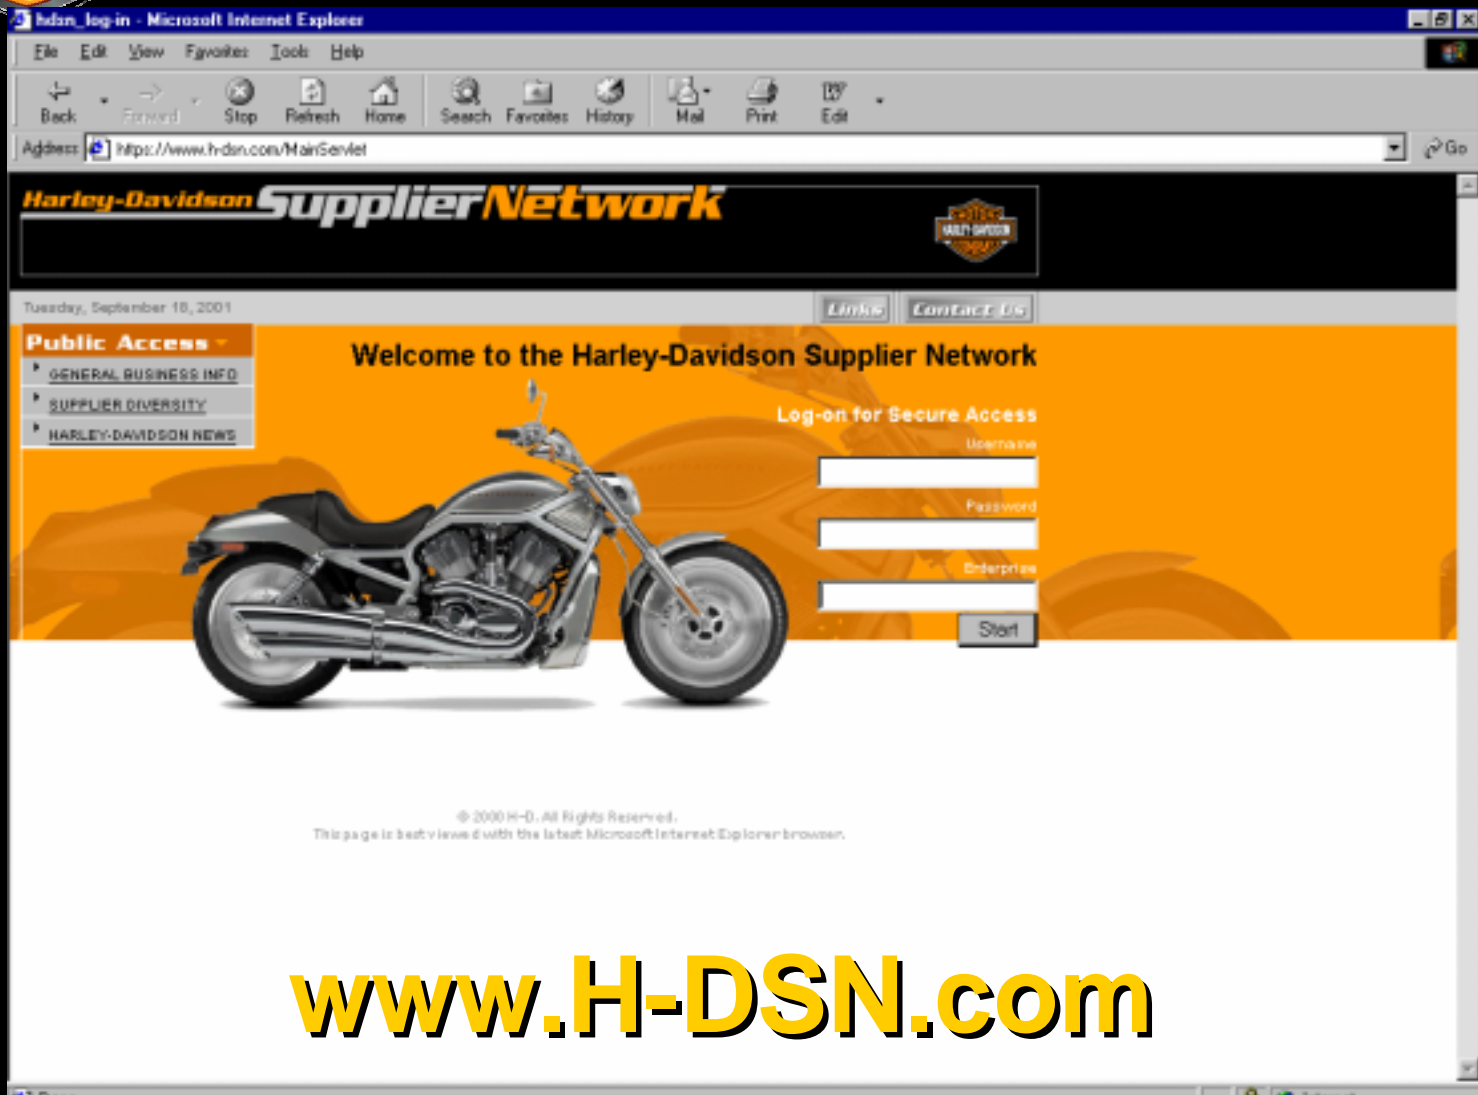 hdsn_log-in - Microsoft Internet Explorer
File Edit View Favorites Tools Help
Back Forward Stop Refresh Home Search Favorites History Mail Print Edit
Address https://www.h-dsn.com/MainServlet Go
Harley-Davidson Supplier Network
HARLEY-DAVIDSON
Tuesday, September 18, 2001 Links Contact Us
Public Access
GENERAL BUSINESS INFO
SUPPLIER DIVERSITY
HARLEY-DAVIDSON NEWS
Welcome to the Harley-Davidson Supplier Network
Log-on for Secure Access
Username
Password
Enterprise
Start
© 2000 H-D. All Rights Reserved.
This page is best viewed with the latest Microsoft Internet Explorer browser.
www.H-DSN.com